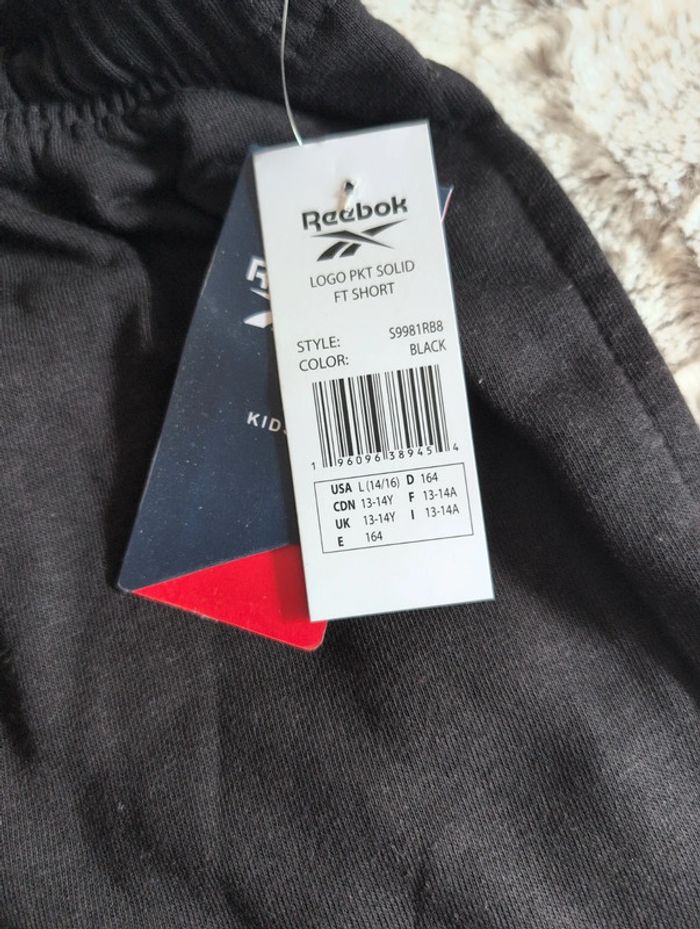 Reebok
LOGO PKT SOLID
FT SHORT
STYLE: S9981RB8
COLOR: BLACK
1 96096 38945 4
USA L (14/16) D 164
CDN 13-14Y F 13-14A
UK 13-14Y I 13-14A
E 164
KIDS